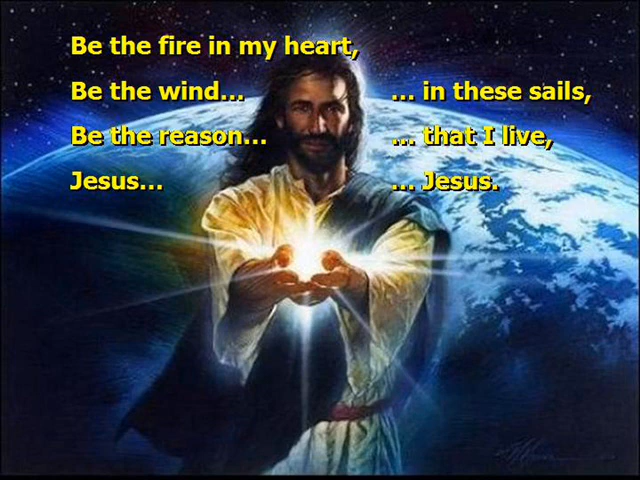 Be the fire in my heart,
Be the wind… … in these sails,
Be the reason… … that I live,
Jesus… … Jesus.